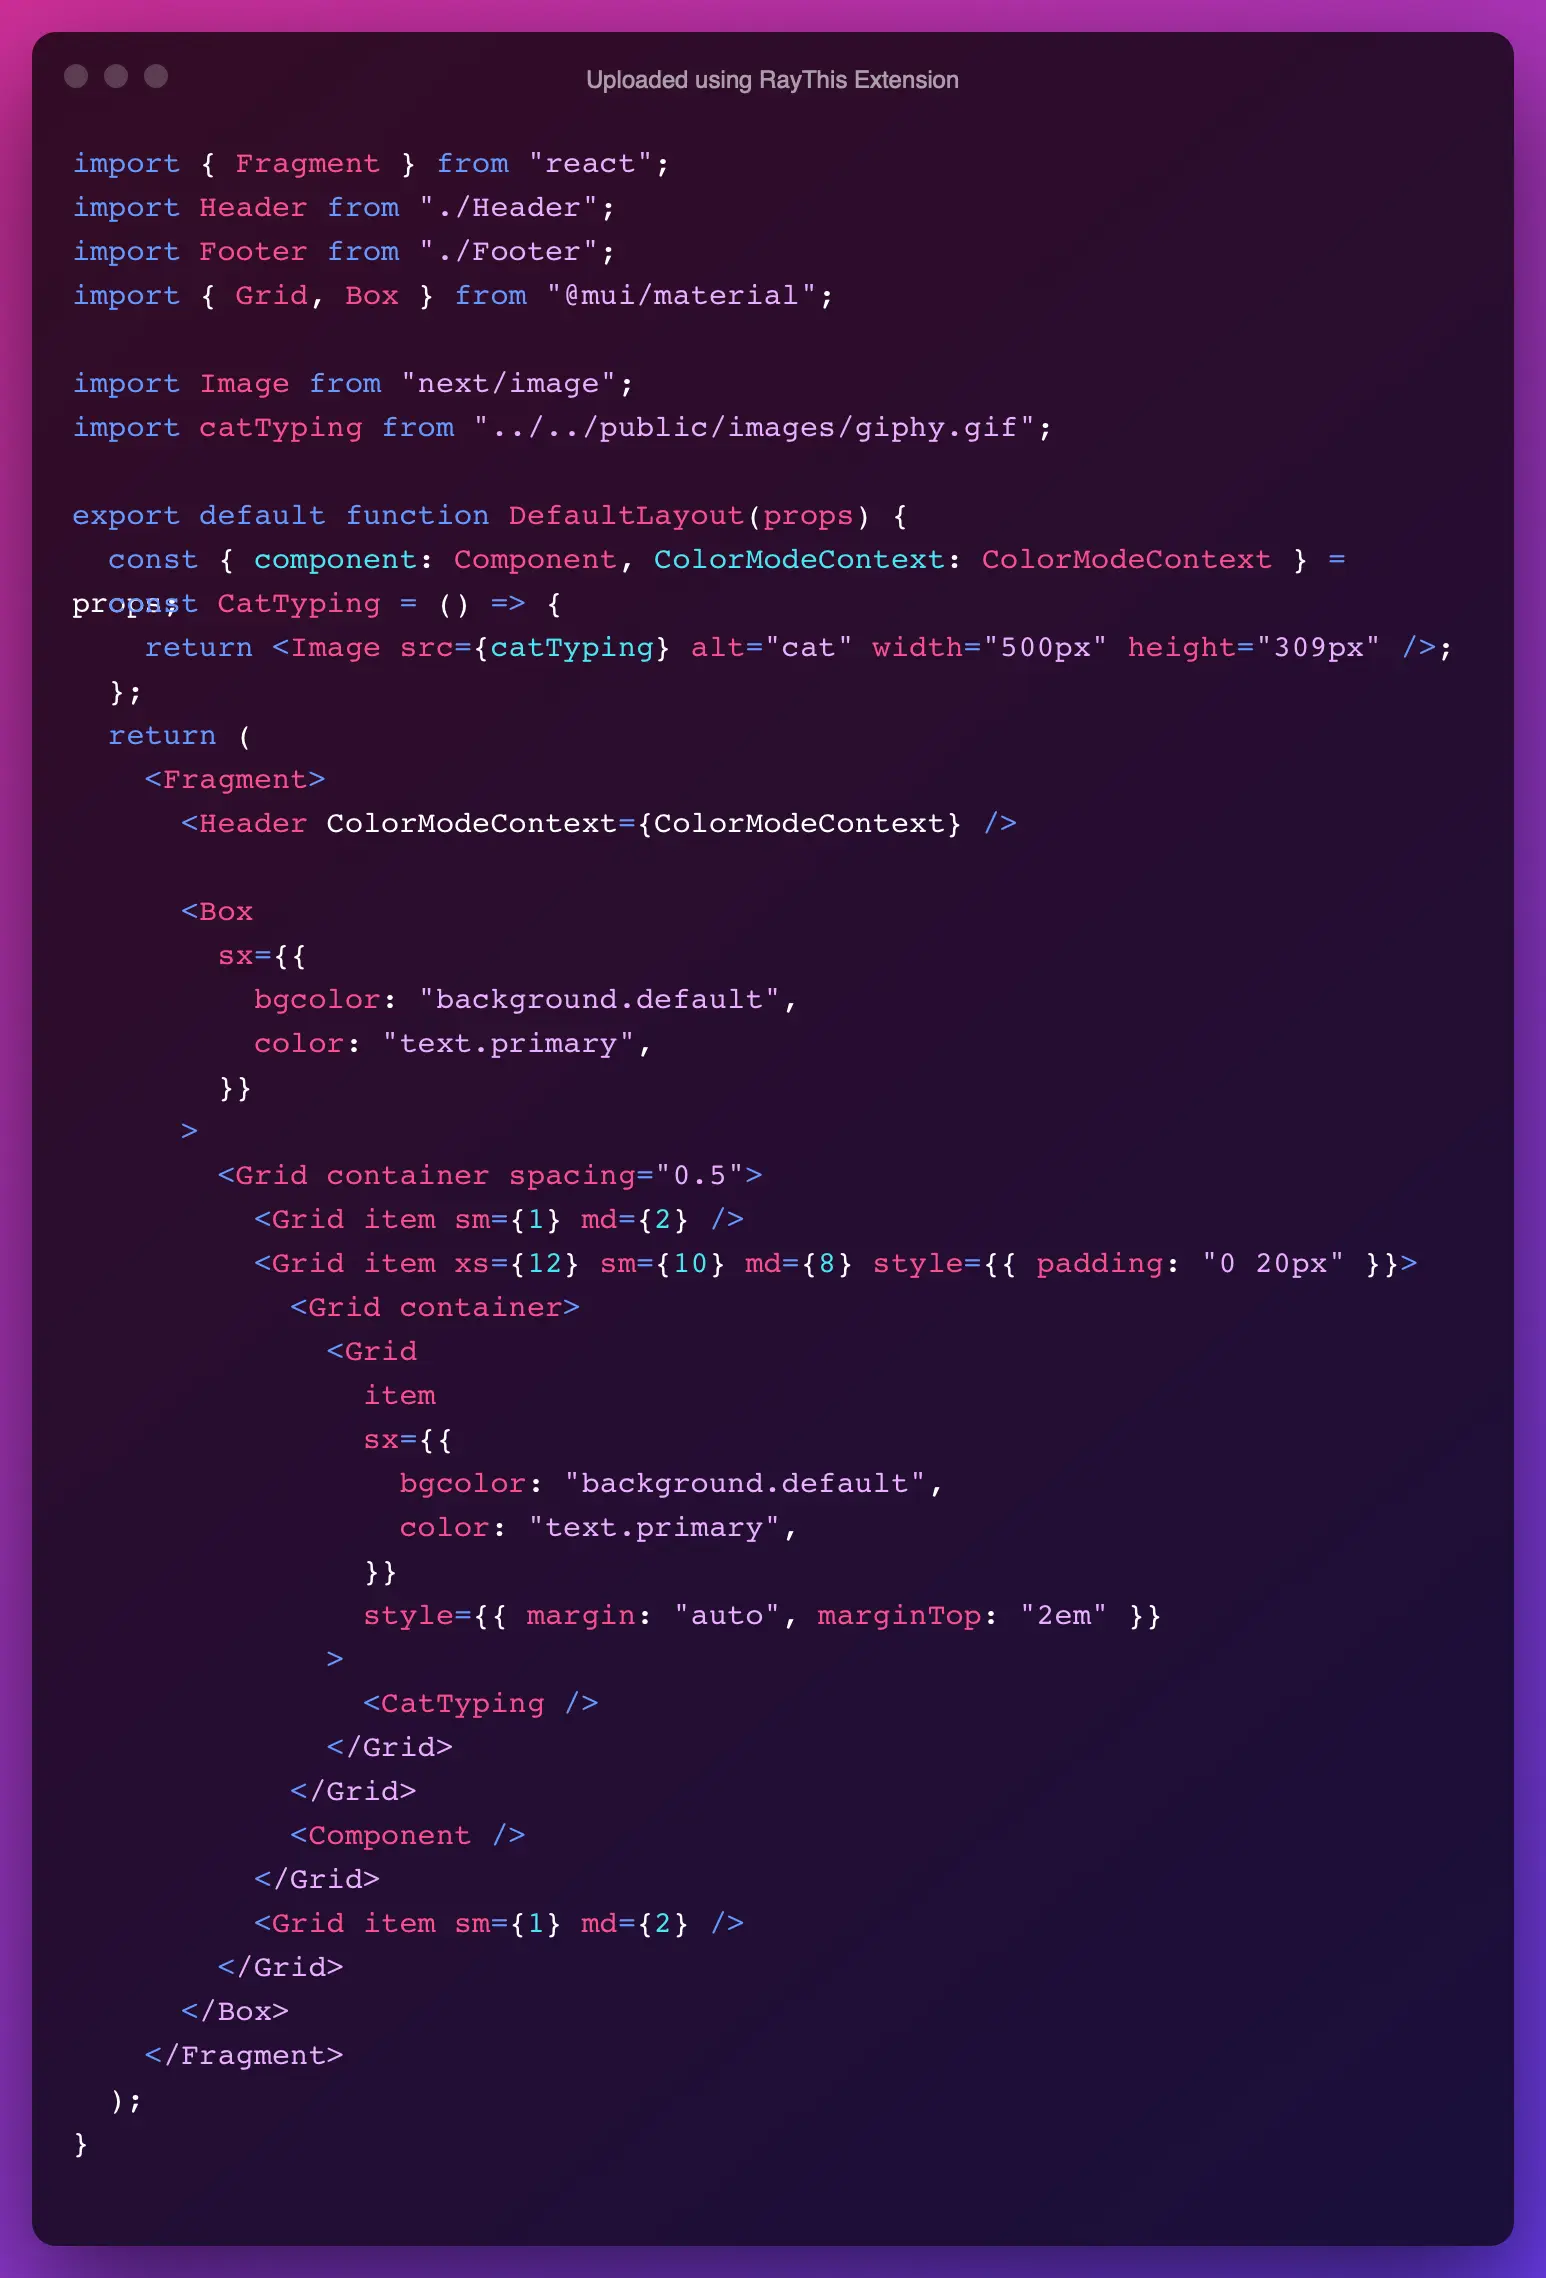 Uploaded using RayThis Extension
import { Fragment } from "react";
import Header from "./Header";
import Footer from "./Footer";
import { Grid, Box } from "@mui/material";
import Image from "next/image";
import catTyping from "../../public/images/giphy.gif";
export default function DefaultLayout(props) {
  const { component: Component, ColorModeContext: ColorModeContext } =
props;
  const CatTyping = () => {
    return <Image src={catTyping} alt="cat" width="500px" height="309px" />;
  };
  return (
    <Fragment>
      <Header ColorModeContext={ColorModeContext} />
      <Box
        sx={{
          bgcolor: "background.default",
          color: "text.primary",
        }}
      >
        <Grid container spacing="0.5">
          <Grid item sm={1} md={2} />
          <Grid item xs={12} sm={10} md={8} style={{ padding: "0 20px" }}>
            <Grid container>
              <Grid
                item
                sx={{
                  bgcolor: "background.default",
                  color: "text.primary",
                }}
                style={{ margin: "auto", marginTop: "2em" }}
              >
                <CatTyping />
              </Grid>
            </Grid>
            <Component />
          </Grid>
          <Grid item sm={1} md={2} />
        </Grid>
      </Box>
    </Fragment>
  );
}